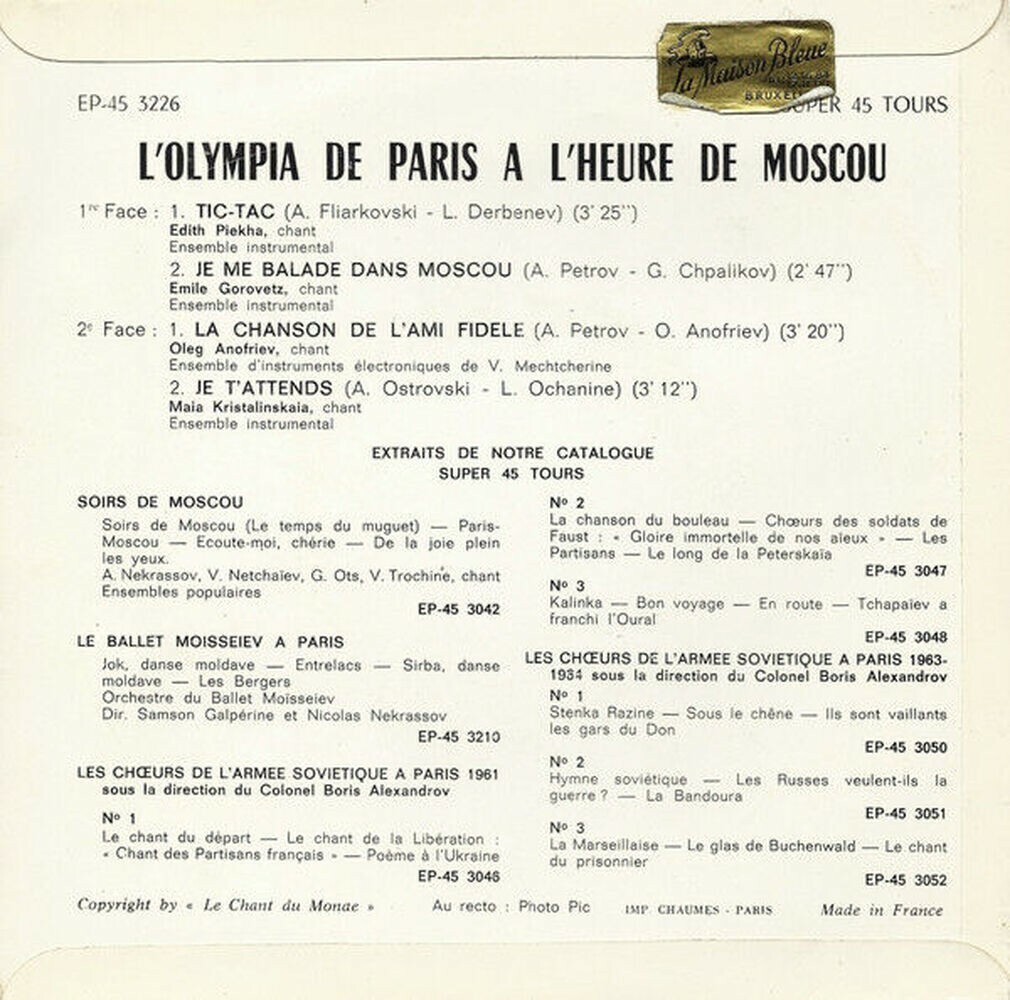 La Maison Bleue
EP-45 3226
SUPER 45 TOURS
L'OLYMPIA DE PARIS A L'HEURE DE MOSCOU
1re Face : 1. TIC-TAC (A. Fliarkovski - L. Derbenev) (3' 25'')
Edith Piekha, chant
Ensemble instrumental
2. JE ME BALADE DANS MOSCOU (A. Petrov - G. Chpalikov) (2' 47'')
Emile Gorovetz, chant
Ensemble instrumental
2e Face : 1. LA CHANSON DE L'AMI FIDELE (A. Petrov - O. Anofriev) (3' 20'')
Oleg Anofriev, chant
Ensemble d'instruments électroniques de V. Mechtcherine
2. JE T'ATTENDS (A. Ostrovski - L. Ochanine) (3' 12'')
Maia Kristalinskaia, chant
Ensemble instrumental
EXTRAITS DE NOTRE CATALOGUE
SUPER 45 TOURS
SOIRS DE MOSCOU
Soirs de Moscou (Le temps du muguet) — Paris-
Moscou — Ecoute-moi, chérie — De la joie plein
les yeux.
A. Nekrassov, V. Netchaïev, G. Ots, V. Trochine, chant
Ensembles populaires
EP-45 3042
LE BALLET MOISSEIEV A PARIS
Jok, danse moldave — Entrelacs — Sirba, danse
moldave — Les Bergers
Orchestre du Ballet Moïsseiev
Dir. Samson Galpérine et Nicolas Nekrassov
EP-45 3210
LES CHŒURS DE L'ARMEE SOVIETIQUE A PARIS 1961
sous la direction du Colonel Boris Alexandrov
No 1
Le chant du départ — Le chant de la Libération :
« Chant des Partisans français » — Poème à l'Ukraine
EP-45 3046
No 2
La chanson du bouleau — Chœurs des soldats de
Faust : « Gloire immortelle de nos aïeux » — Les
Partisans — Le long de la Peterskaïa
EP-45 3047
No 3
Kalinka — Bon voyage — En route — Tchapaïev a
franchi l'Oural
EP-45 3048
LES CHŒURS DE L'ARMEE SOVIETIQUE A PARIS 1963-
1934 sous la direction du Colonel Boris Alexandrov
No 1
Stenka Razine — Sous le chêne — Ils sont vaillants
les gars du Don
EP-45 3050
No 2
Hymne soviétique — Les Russes veulent-ils la
guerre ? — La Bandoura
EP-45 3051
No 3
La Marseillaise — Le glas de Buchenwald — Le chant
du prisonnier
EP-45 3052
Copyright by « Le Chant du Monde » Au recto : Photo Pic IMP. CHAUMES - PARIS Made in France